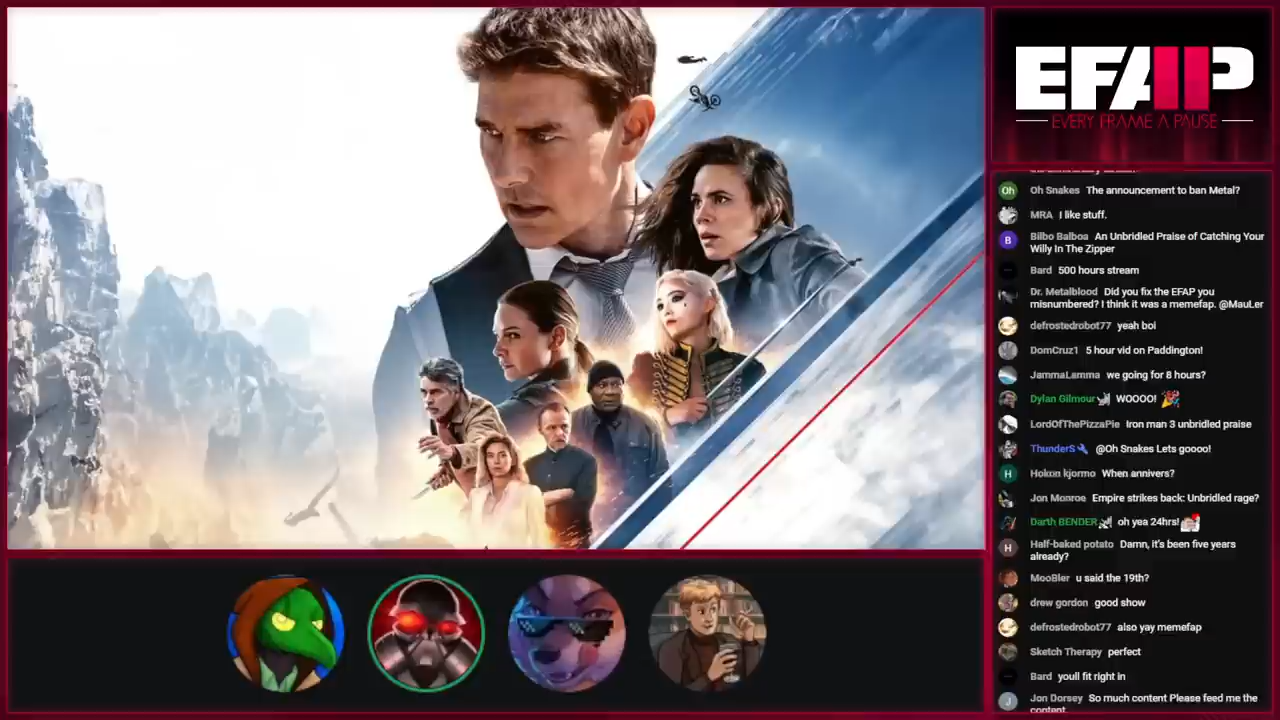 EFAP
EVERY FRAME A PAUSE
Oh
Oh Snakes The announcement to ban Metal?
MRA I like stuff.
B
Bilbo Balboa An Unbridled Praise of Catching Your
Willy In The Zipper
Bard 500 hours stream
Dr. Metalblood Did you fix the EFAP you
misnumbered? I think it was a memefap. @MauLer
defrostedrobot77 yeah boi
DomCruz1 5 hour vid on Paddington!
JammaLamma we going for 8 hours?
Dylan Gilmour WOOOO!
LordOfThePizzaPie Iron man 3 unbridled praise
ThunderS @Oh Snakes Lets goooo!
H
Hokon kjormo When annivers?
Jon Monroe Empire strikes back: Unbridled rage?
Darth BENDER oh yea 24hrs!
H
Half-baked potato Damn, it's been five years
already?
MooBler u said the 19th?
drew gordon good show
defrostedrobot77 also yay memefap
Sketch Therapy perfect
Bard youll fit right in
J
Jon Dorsey So much content Please feed me the
content